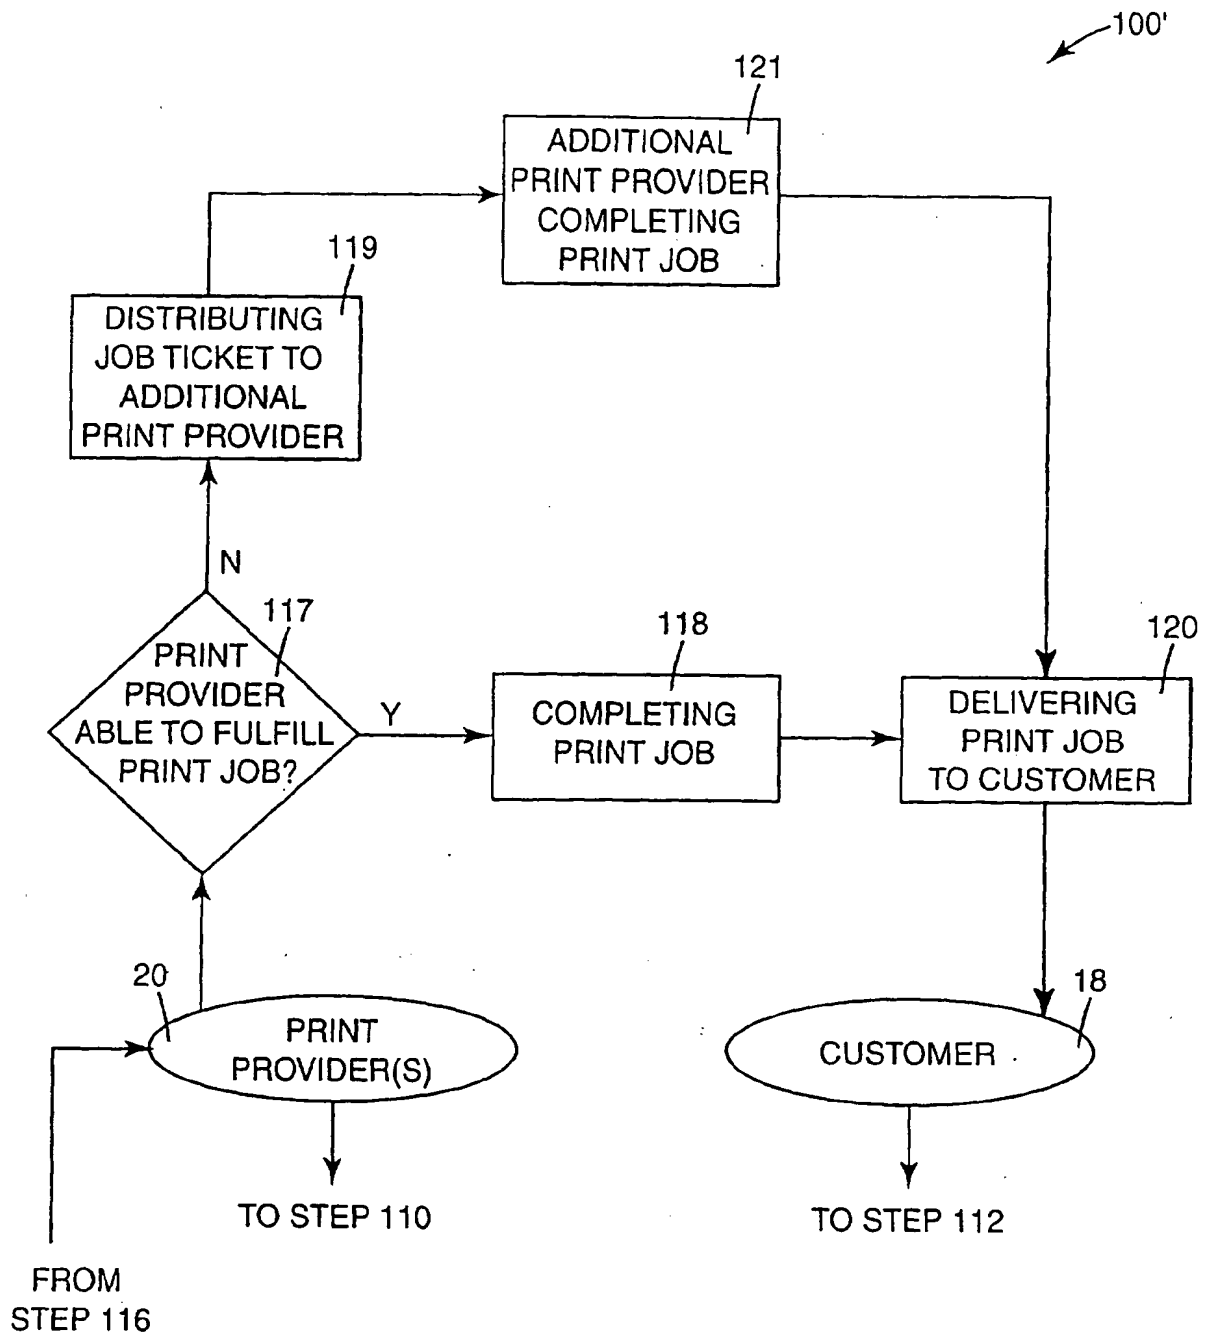 100'
121
ADDITIONAL
PRINT PROVIDER
COMPLETING
PRINT JOB
119
DISTRIBUTING
JOB TICKET TO
ADDITIONAL
PRINT PROVIDER
N
117
PRINT
PROVIDER
ABLE TO FULFILL
PRINT JOB?
Y
118
COMPLETING
PRINT JOB
120
DELIVERING
PRINT JOB
TO CUSTOMER
20
PRINT
PROVIDER(S)
18
CUSTOMER
TO STEP 110
TO STEP 112
FROM
STEP 116